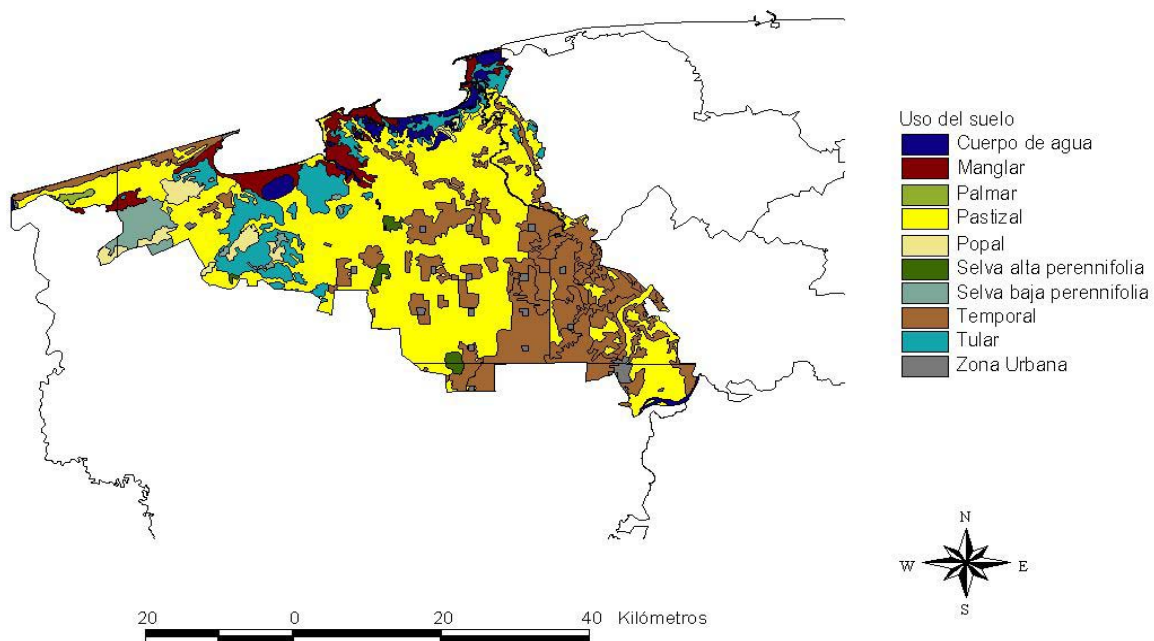 Uso del suelo
Cuerpo de agua
Manglar
Palmar
Pastizal
Popal
Selva alta perennifolia
Selva baja perennifolia
Temporal
Tular
Zona Urbana
N
W E
S
20 0 20 40 Kilómetros